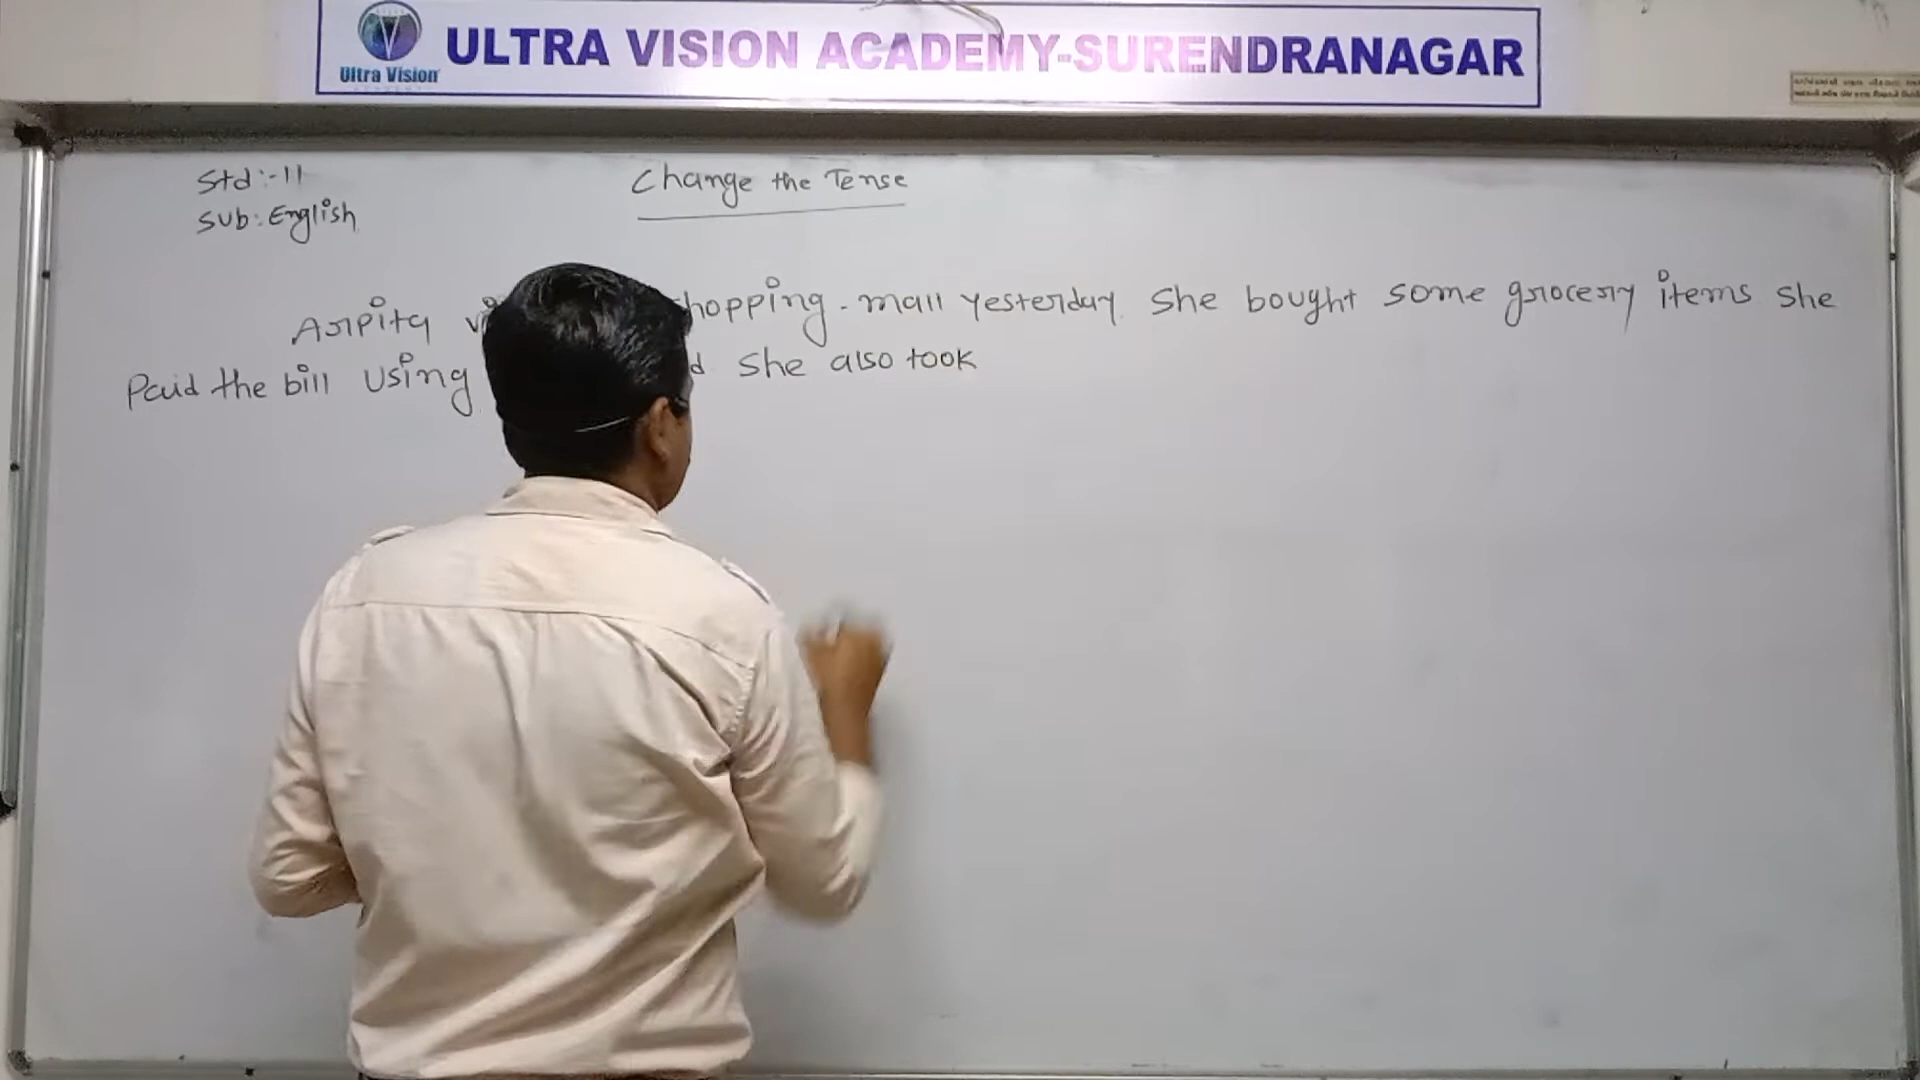 Ultra Vision
ULTRA VISION ACADEMY-SURENDRANAGAR
Std:-11
Sub: English
Change the Tense
Arpita hopping-mall yesterday. She bought some grocery items She
Paid the bill using She also took